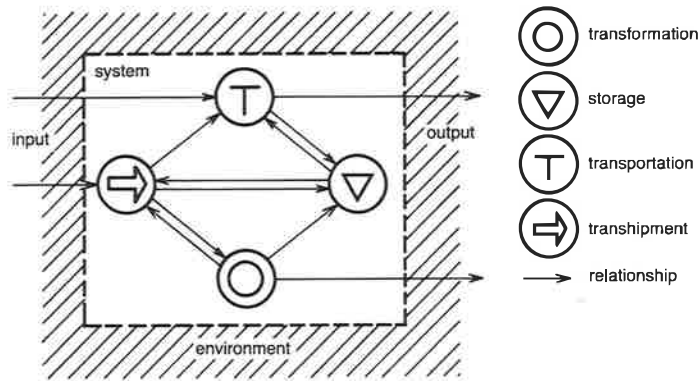 system
T
input
output
environment
transformation
storage
T
transportation
transhipment
relationship